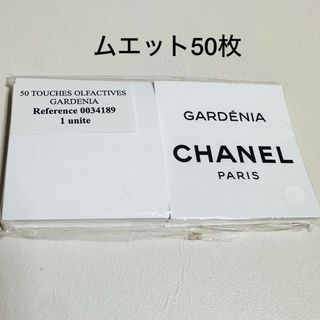 ムエット50枚
50 TOUCHES OLFACTIVES
GARDENIA
Reference 0034189
1 unite
GARDÉNIA
CHANEL
PARIS